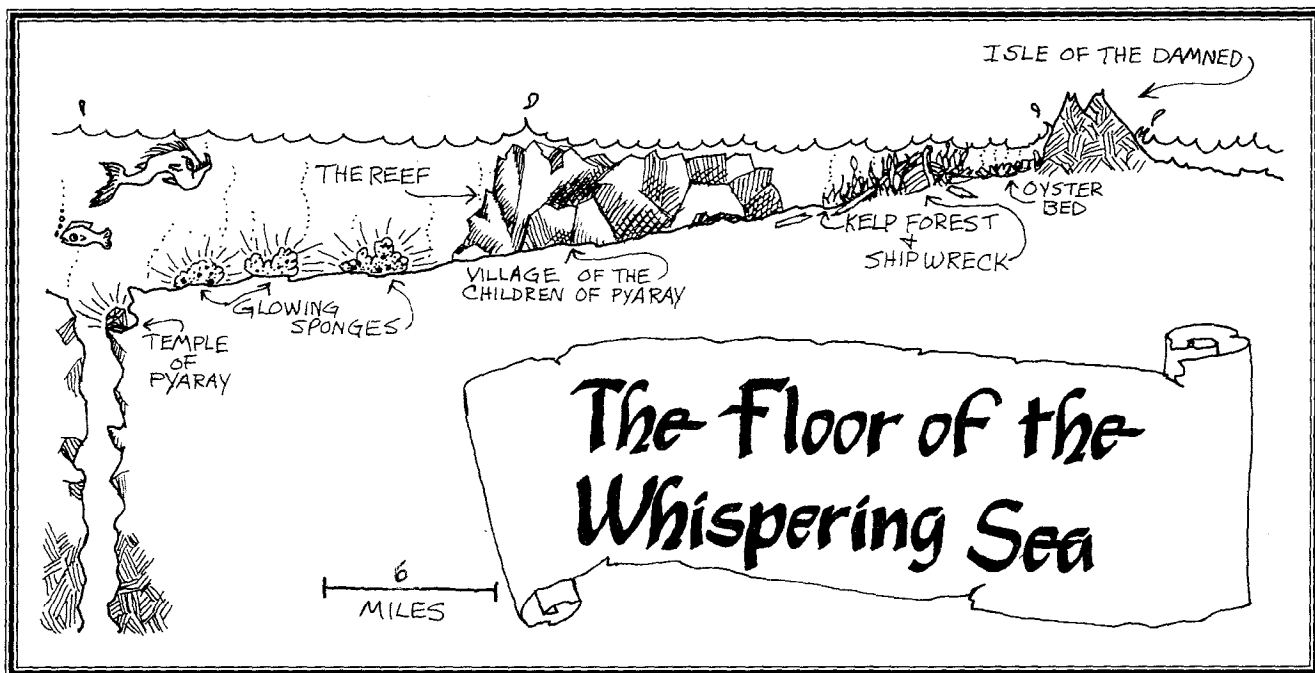 ISLE OF THE DAMNED
THE REEF
OYSTER
BED
KELP FOREST
+
SHIPWRECK
VILLAGE OF THE
CHILDREN OF PYARAY
GLOWING
SPONGES
TEMPLE
OF
PYARAY
The Floor of the
Whispering Sea
6
MILES